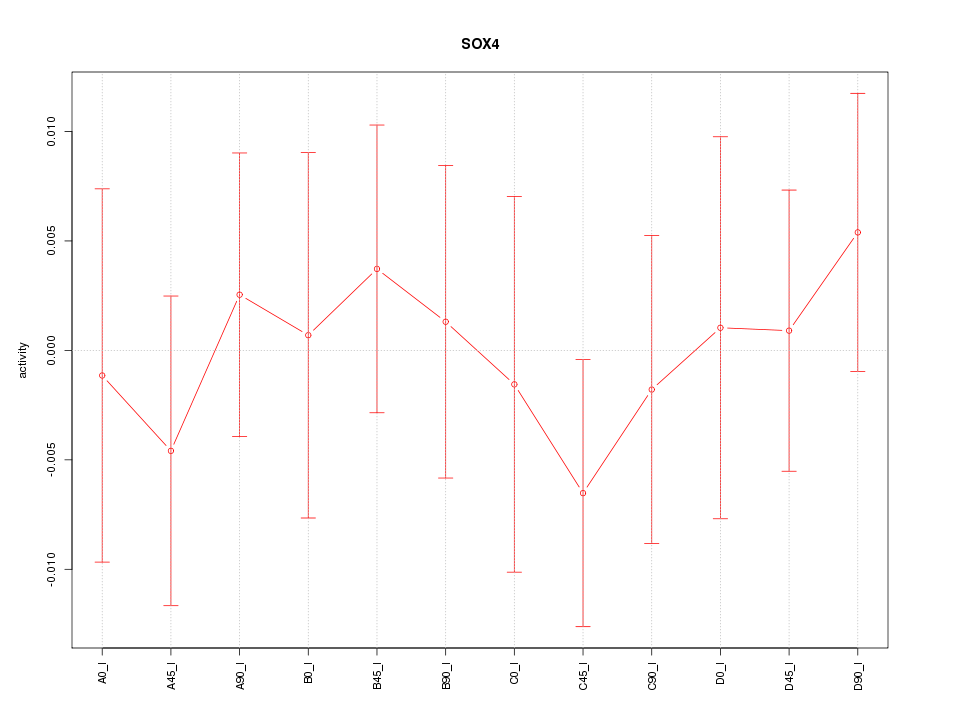 SOX4
activity
0.010
0.005
0.000
-0.005
-0.010
A0_I
A45_I
A90_I
B0_I
B45_I
B90_I
C0_I
C45_I
C90_I
D0_I
D45_I
D90_I